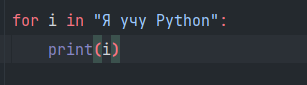 for i in "Я учу Python":
    print(i)